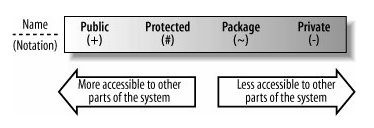 Name
(Notation)
Public Protected Package Private
(+) (#) (~) (-)
More accessible to other
parts of the system
Less accessible to other
parts of the system